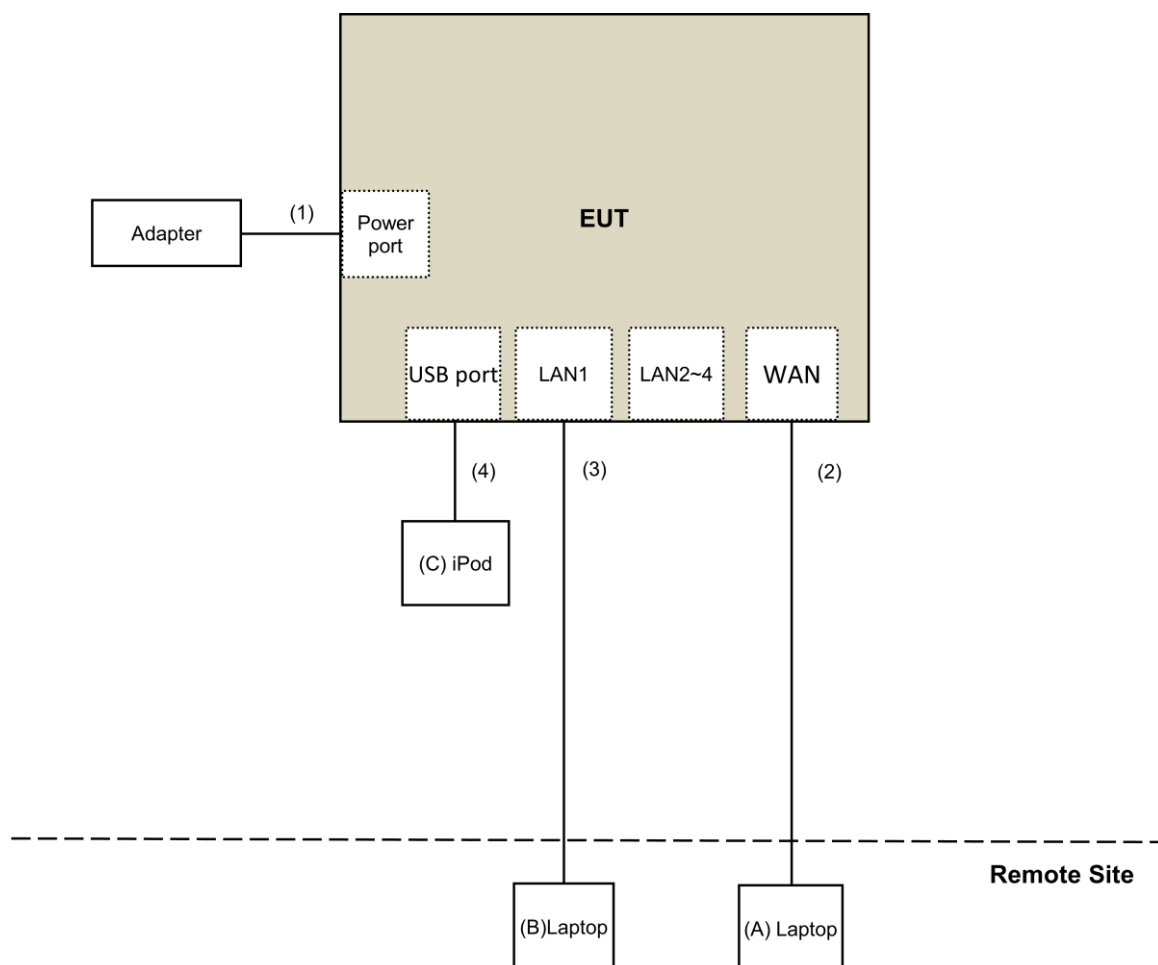 EUT
(1)
Adapter
Power
port
USB port
LAN1
LAN2~4
WAN
(4)
(3)
(2)
(C) iPod
Remote Site
(B)Laptop
(A) Laptop